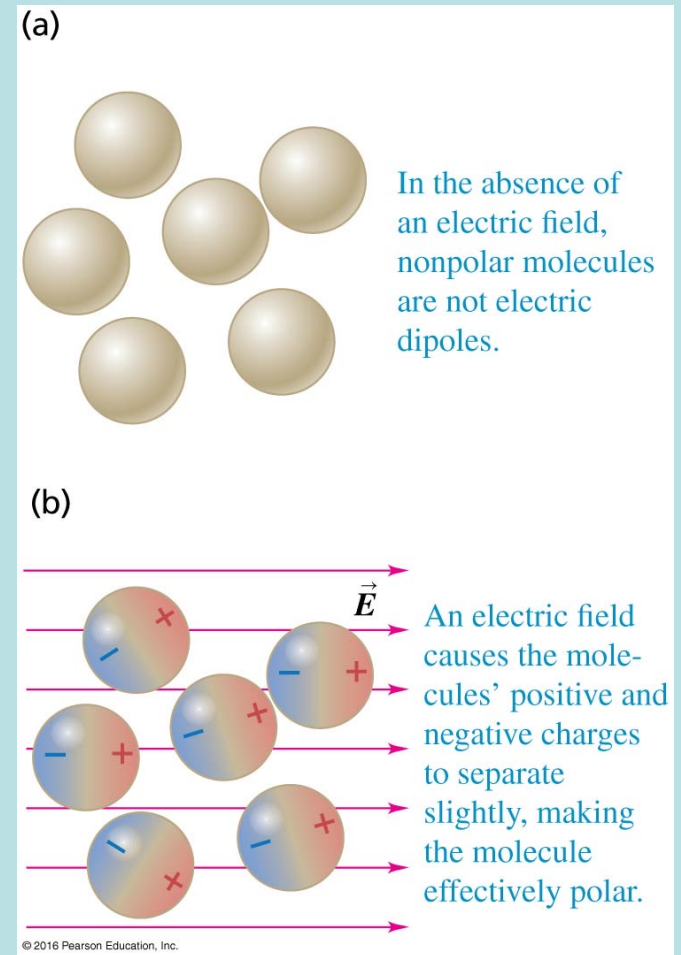 (a)
In the absence of
an electric field,
nonpolar molecules
are not electric
dipoles.
(b)
E
An electric field
causes the mole-
cules’ positive and
negative charges
to separate
slightly, making
the molecule
effectively polar.
+
−
−
+
−
+
−
+
−
+
−
+
© 2016 Pearson Education, Inc.